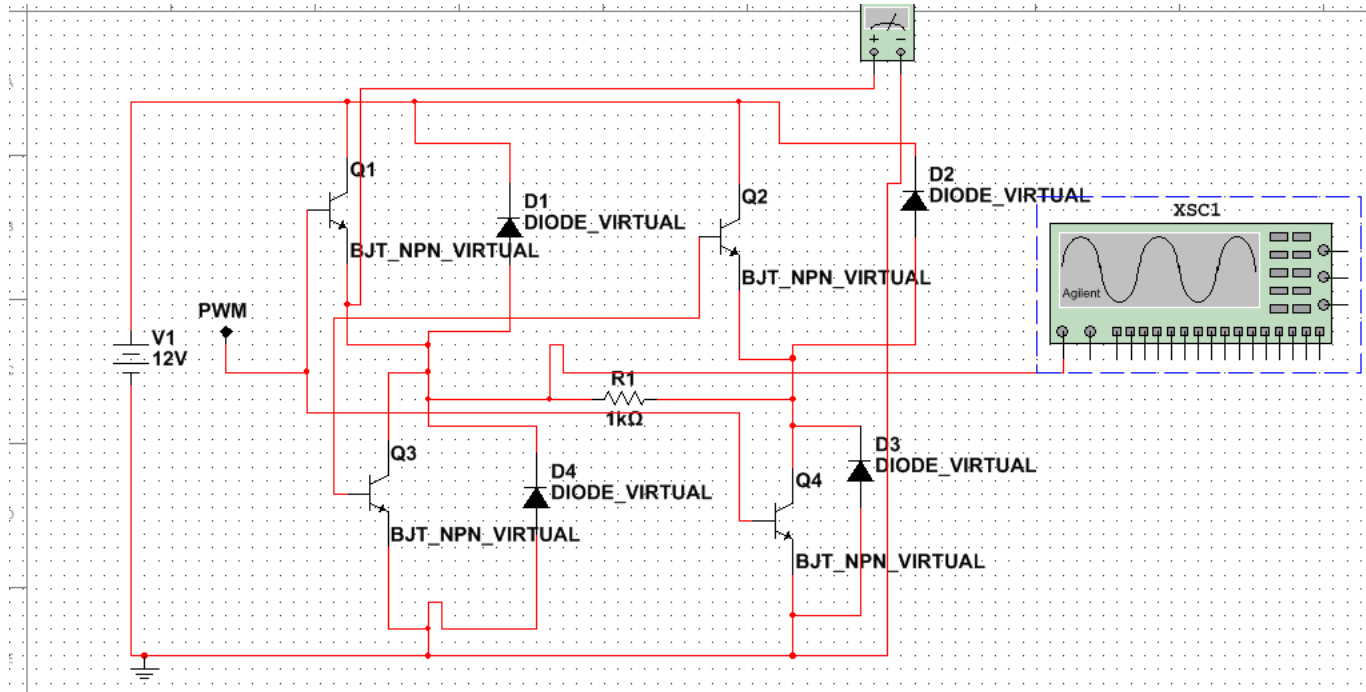 + −
Q1
D1
DIODE_VIRTUAL
BJT_NPN_VIRTUAL
Q2
BJT_NPN_VIRTUAL
D2
DIODE_VIRTUAL
XSC1
Agilent
PWM
V1
12V
R1
1kΩ
Q3
BJT_NPN_VIRTUAL
D4
DIODE_VIRTUAL
D3
DIODE_VIRTUAL
Q4
BJT_NPN_VIRTUAL